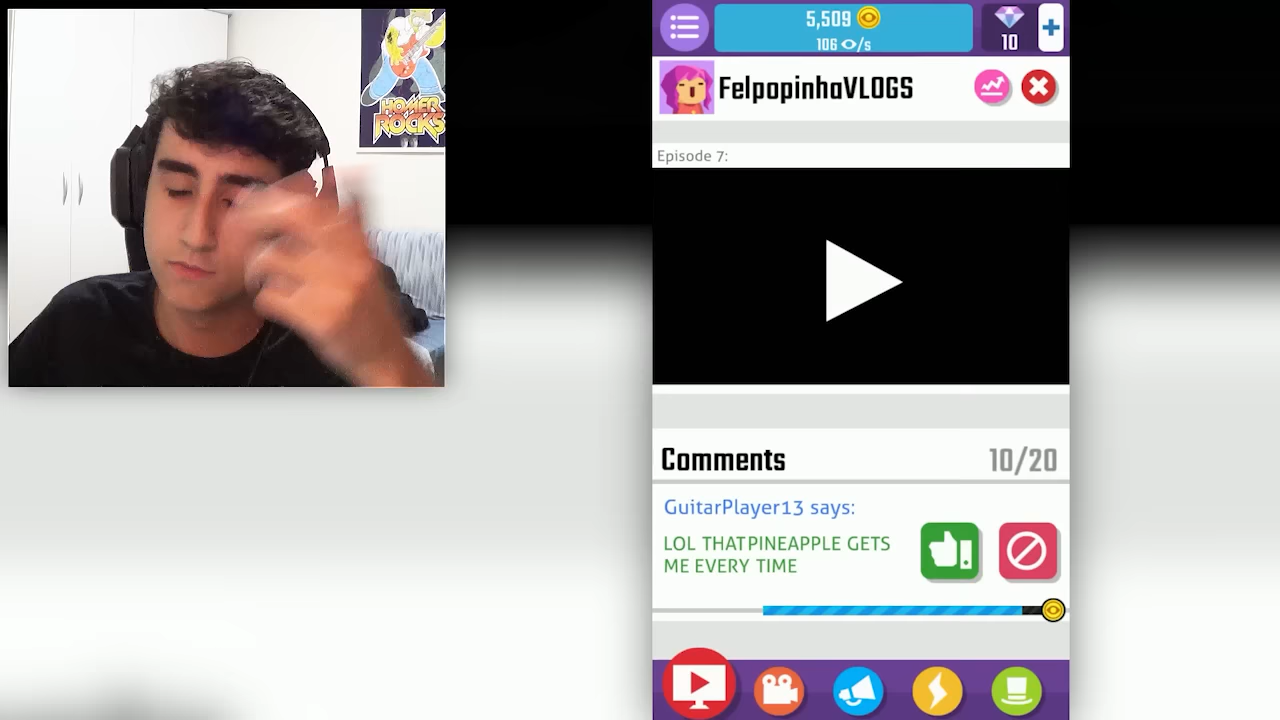 HOMER
ROCKS
5,509
106 /s
10
FelpopinhaVLOGS
Episode 7:
Comments 10/20
GuitarPlayer13 says:
LOL THATPINEAPPLE GETS
ME EVERY TIME